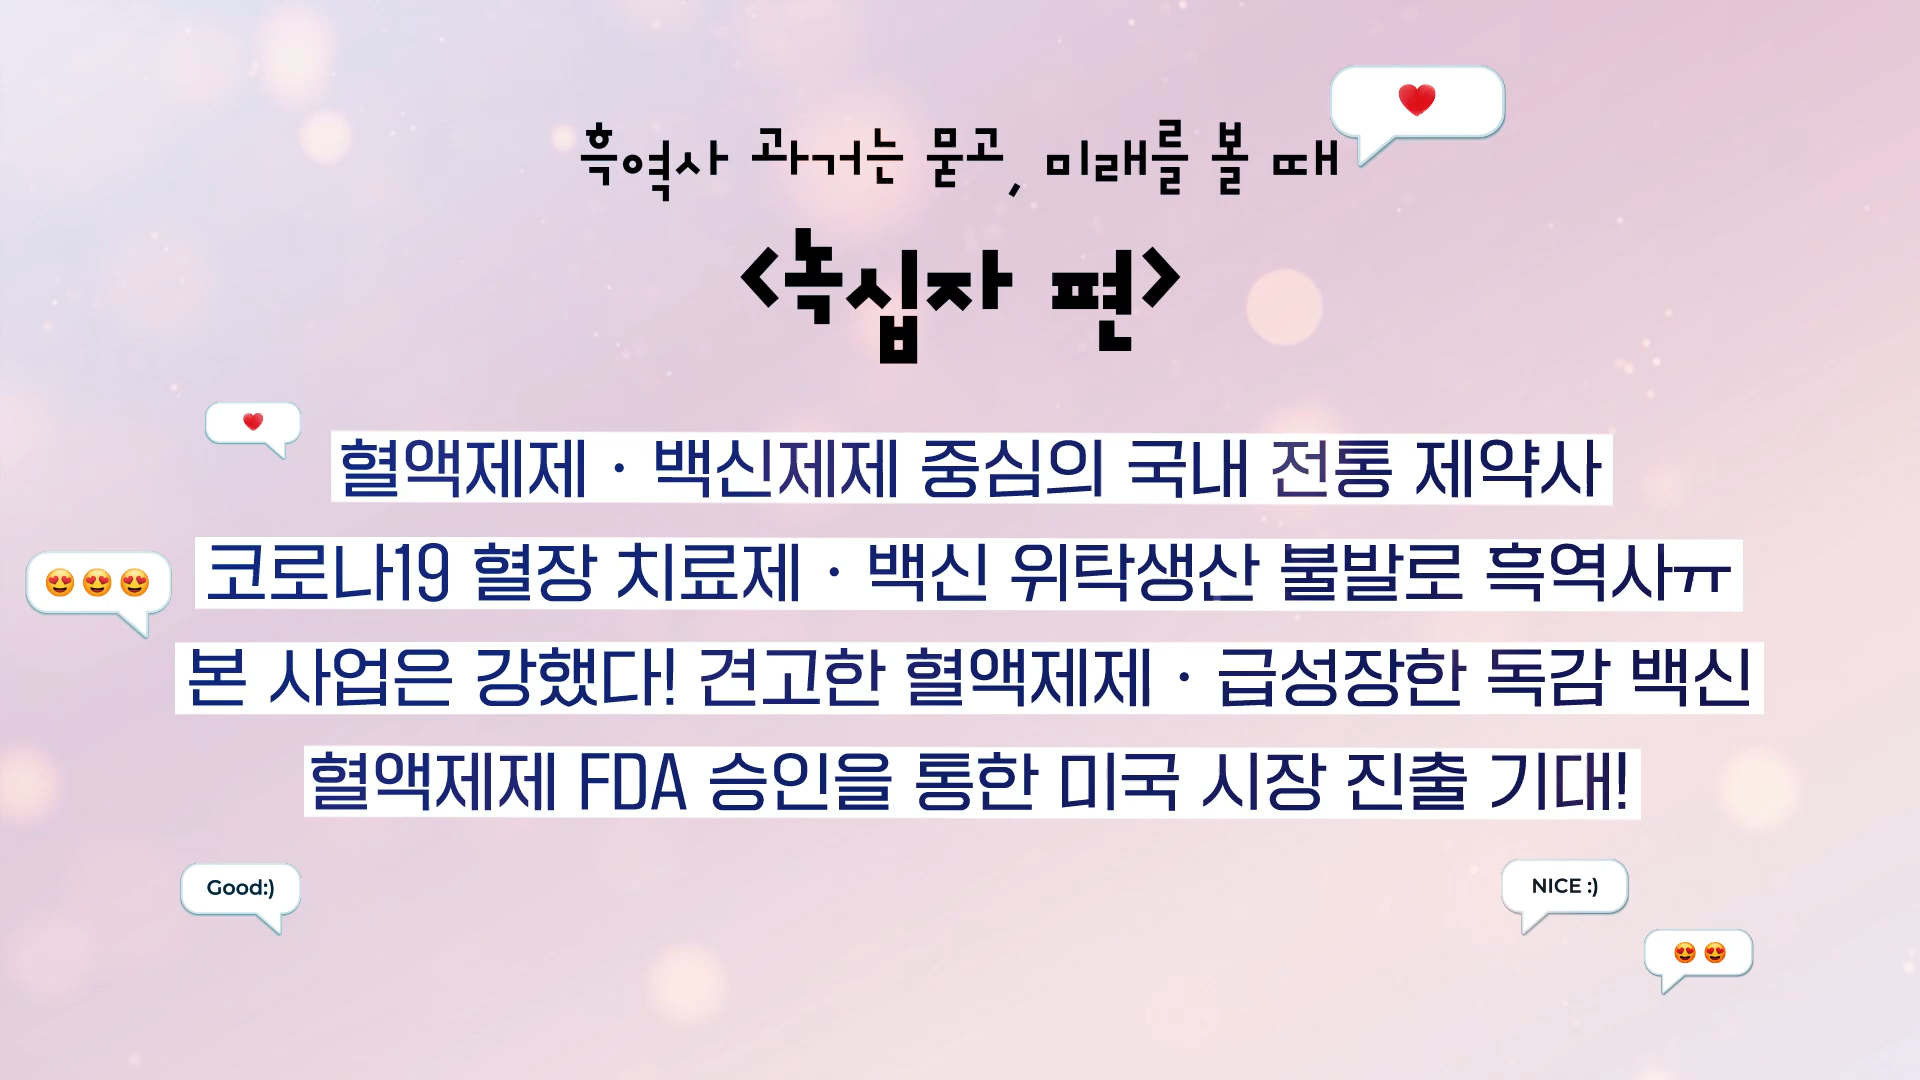 흑역사 과거는 묻고, 미래를 볼 때
<녹십자 편>
혈액제제 · 백신제제 중심의 국내 전통 제약사
코로나19 혈장 치료제 · 백신 위탁생산 불발로 흑역사ㅠ
본 사업은 강했다! 견고한 혈액제제 · 급성장한 독감 백신
혈액제제 FDA 승인을 통한 미국 시장 진출 기대!
Good:)
NICE :)